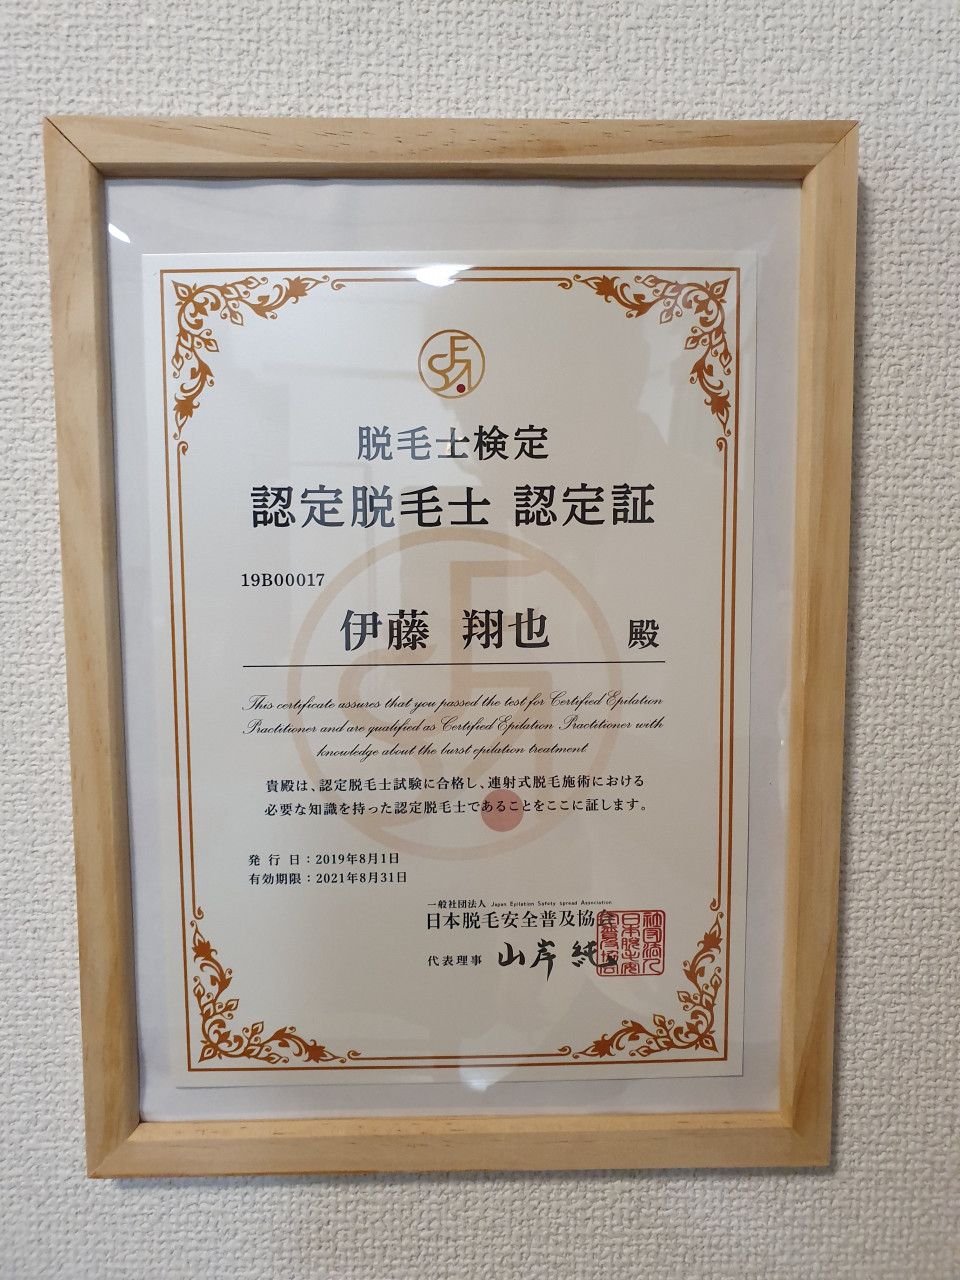 脱毛士検定
認定脱毛士 認定証
19B00017
伊藤 翔也 殿
This certificate assures that you passed the test for Certified Epilation
Practitioner and are qualified as Certified Epilation Practitioner with
knowledge about the burst epilation treatment
貴殿は、認定脱毛士試験に合格し、連射式脱毛施術における
必要な知識を持った認定脱毛士であることをここに証します。
発 行 日：2019年8月1日
有効期限：2021年8月31日
一般社団法人 Japan Epilation Safety spread Association
日本脱毛安全普及協会
代表理事 山岸 純